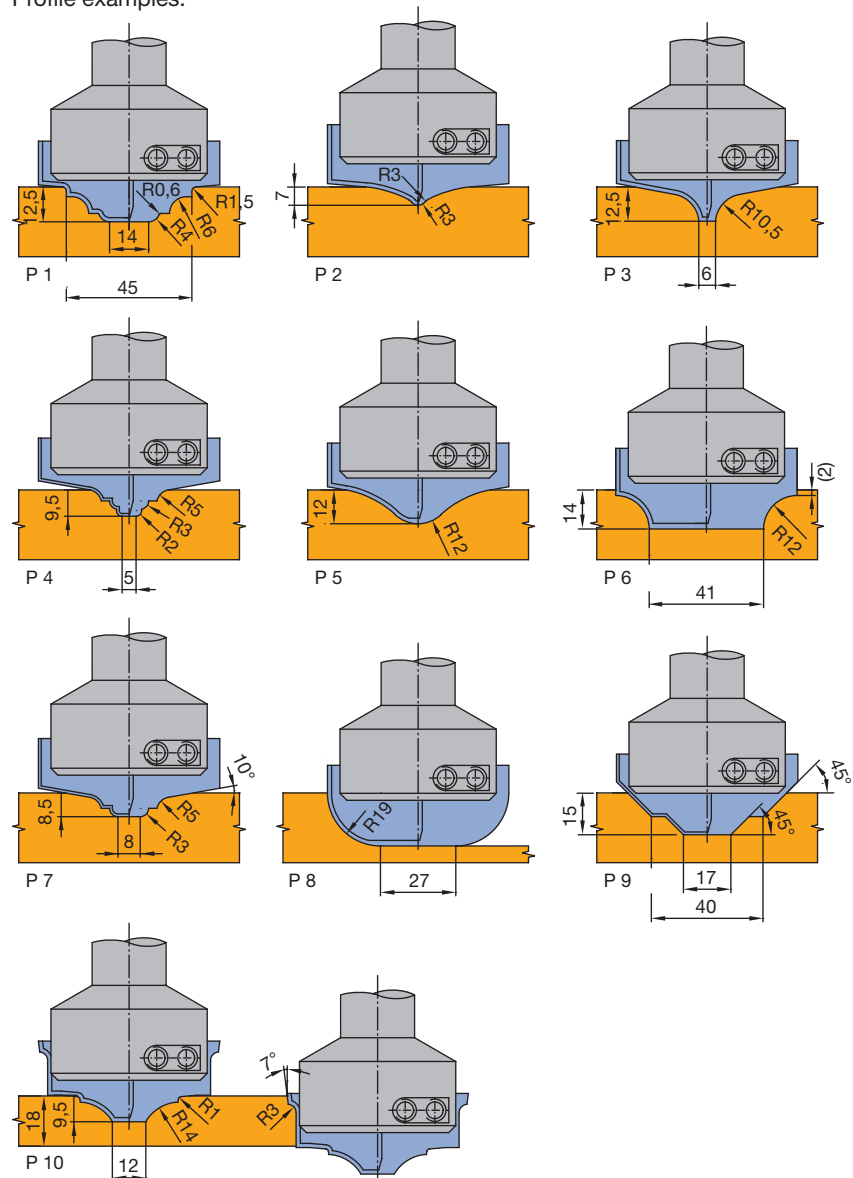 Profile examples:
12,5
R0,6
R1,5
R6
R4
14
P 1
45
7
R3
R3
P 2
12,5
R10,5
P 3
6
9,5
R5
R3
R2
P 4
5
12
R12
P 5
(2)
14
R12
P 6
41
10°
8,5
R5
R3
8
P 7
R19
P 8
27
45°
15
45°
P 9
17
40
7°
18
9,5
R1
R14
R3
P 10
12